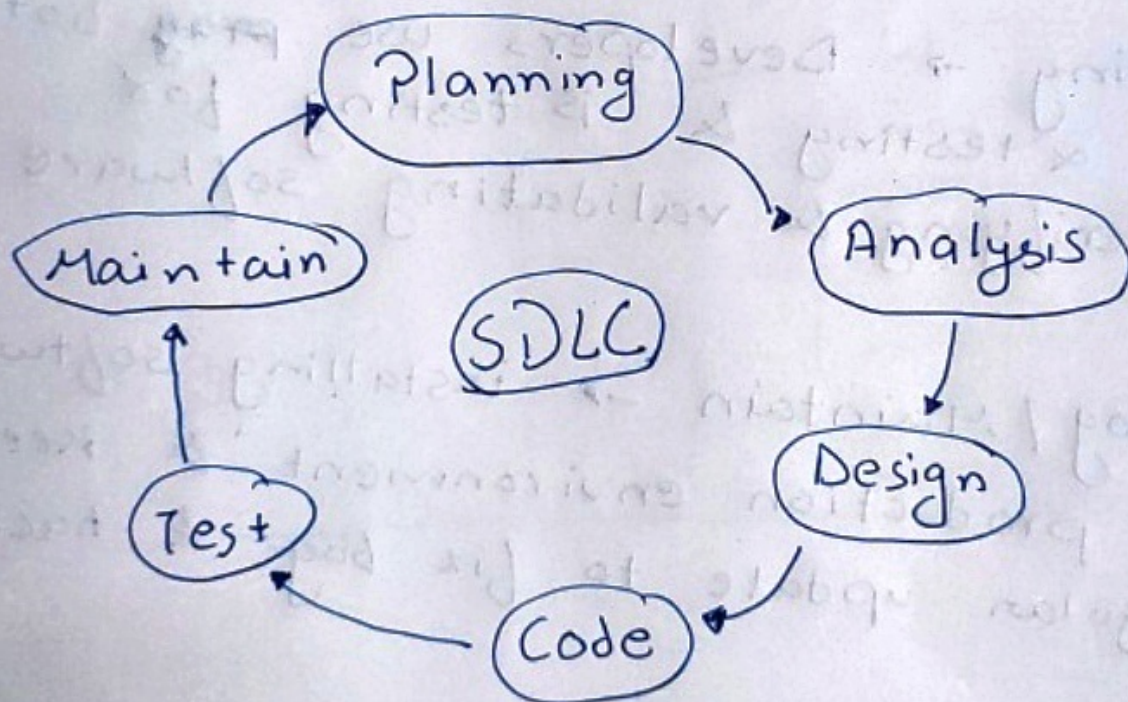 Planning
Analysis
Maintain
SDLC
Design
Test
Code